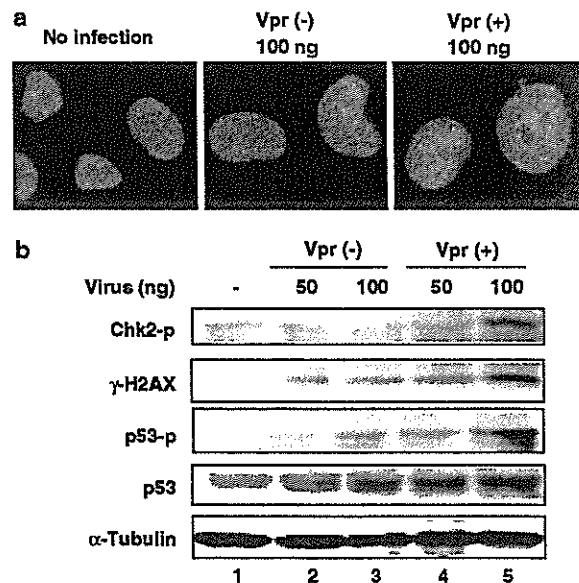 a
No infection
Vpr (-)
100 ng
Vpr (+)
100 ng
b
Vpr (-) Vpr (+)
Virus (ng) - 50 100 50 100
Chk2-p
γ-H2AX
p53-p
p53
α-Tubulin
1 2 3 4 5